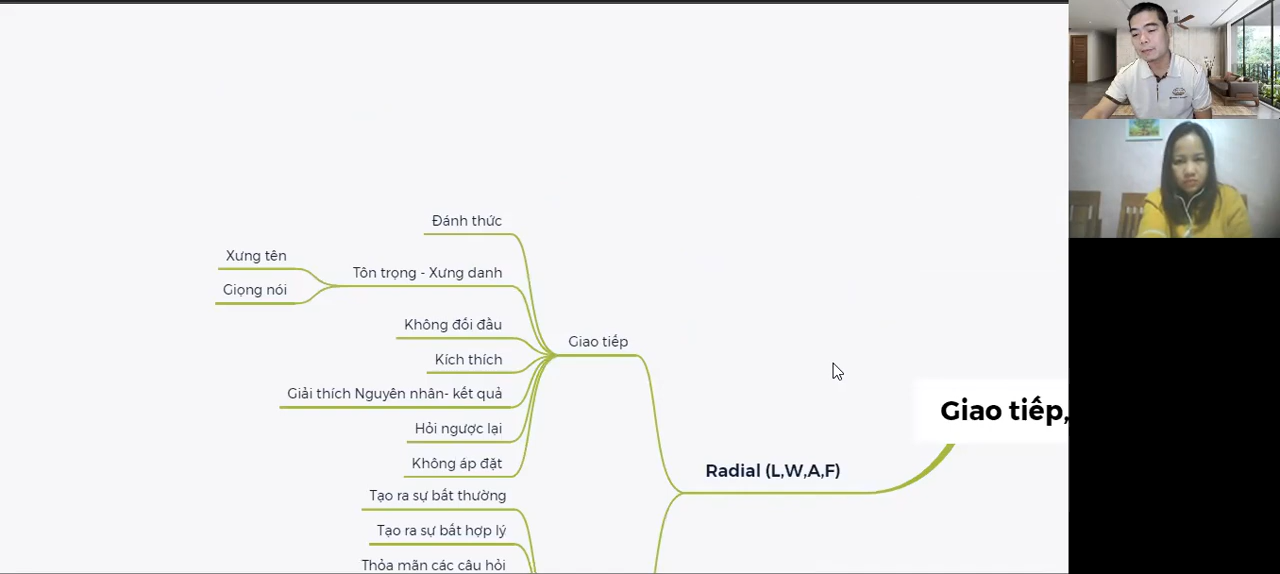 Đánh thức
Xưng tên
Tôn trọng - Xưng danh
Giọng nói
Không đối đầu
Giao tiếp
Kích thích
Giải thích Nguyên nhân- kết quả
Giao tiếp,
Hỏi ngược lại
Không áp đặt
Radial (L,W,A,F)
Tạo ra sự bất thường
Tạo ra sự bất hợp lý
Thỏa mãn các câu hỏi